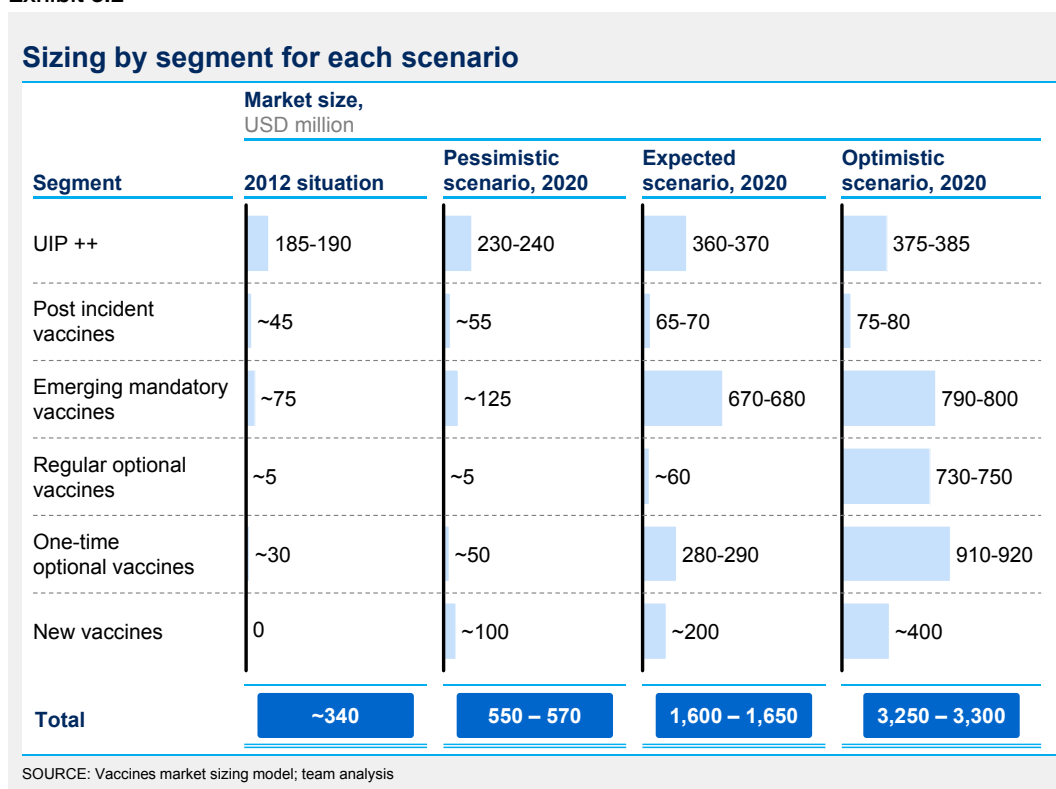 Sizing by segment for each scenario
Market size,
USD million
Segment
2012 situation
Pessimistic
scenario, 2020
Expected
scenario, 2020
Optimistic
scenario, 2020
UIP ++
185-190
230-240
360-370
375-385
Post incident
vaccines
~45
~55
65-70
75-80
Emerging mandatory
vaccines
~75
~125
670-680
790-800
Regular optional
vaccines
~5
~5
~60
730-750
One-time
optional vaccines
~30
~50
280-290
910-920
New vaccines
0
~100
~200
~400
Total
~340
550 – 570
1,600 – 1,650
3,250 – 3,300
SOURCE: Vaccines market sizing model; team analysis